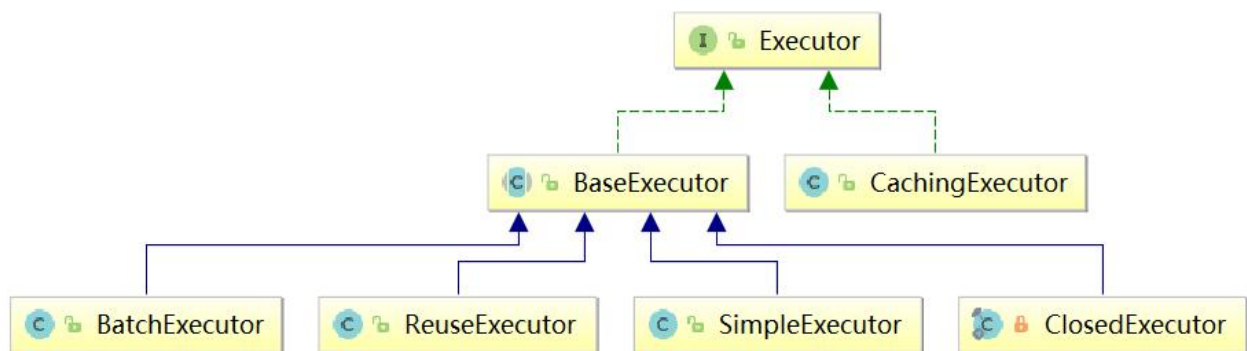 I Executor
C BaseExecutor
C CachingExecutor
C BatchExecutor
C ReuseExecutor
C SimpleExecutor
C ClosedExecutor